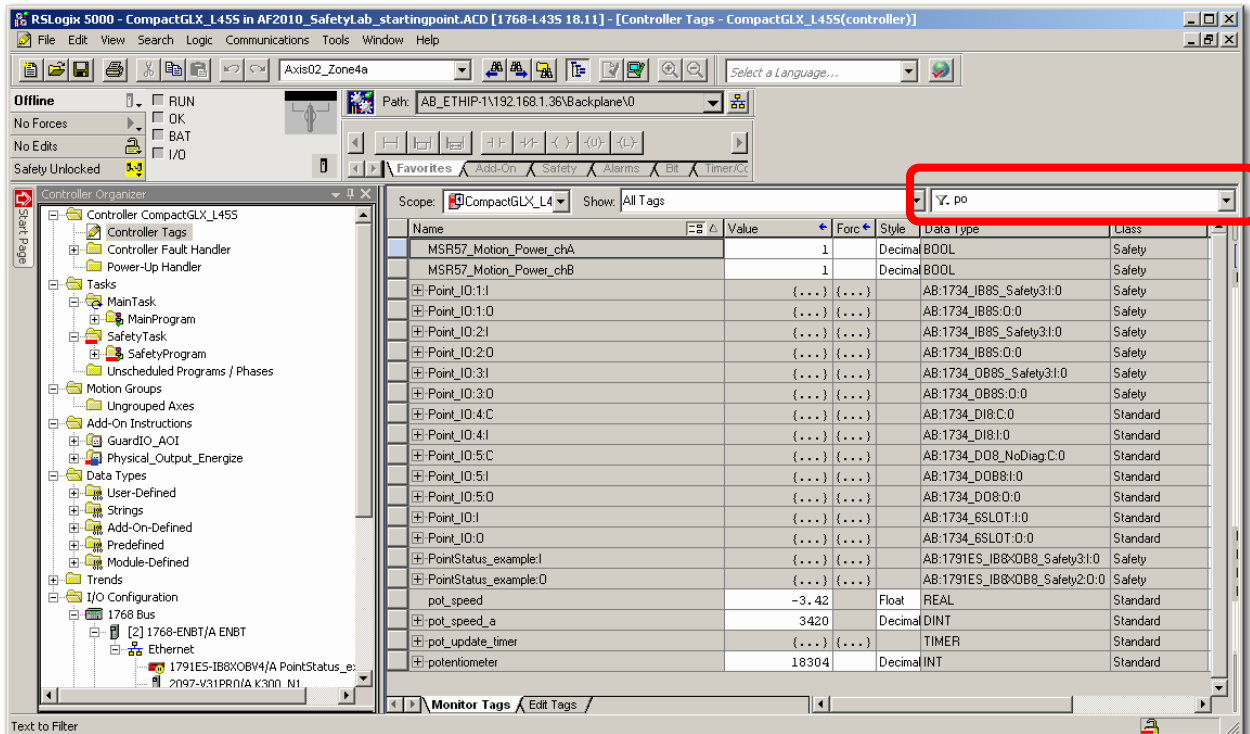 RSLogix 5000 - CompactGLX_L45S in AF2010_SafetyLab_startingpoint.ACD [1768-L43S 18.11] - [Controller Tags - CompactGLX_L45S(controller)]
File Edit View Search Logic Communications Tools Window Help
Axis02_Zone4a
Select a Language...
Offline
RUN
No Forces
OK
No Edits
BAT
Safety Unlocked
I/O
Path: AB_ETHIP-1\192.168.1.36\Backplane\0
Favorites Add-On Safety Alarms Bit Timer/Cc
Start Page
Controller Organizer
Controller CompactGLX_L45S
Controller Tags
Controller Fault Handler
Power-Up Handler
Tasks
MainTask
MainProgram
SafetyTask
SafetyProgram
Unscheduled Programs / Phases
Motion Groups
Ungrouped Axes
Add-On Instructions
GuardIO_AOI
Physical_Output_Energize
Data Types
User-Defined
Strings
Add-On-Defined
Predefined
Module-Defined
Trends
I/O Configuration
1768 Bus
[2] 1768-ENBT/A ENBT
Ethernet
1791ES-IB8XOBV4/A PointStatus_e
2097-V31PR0/A K300_N1
Scope: CompactGLX_L4 Show: All Tags po
Name Value Forc Style Data Type Class
MSR57_Motion_Power_chA 1 Decimal BOOL Safety
MSR57_Motion_Power_chB 1 Decimal BOOL Safety
Point_IO:1:I {...} {...} AB:1734_IB8S_Safety3:I:0 Safety
Point_IO:1:O {...} {...} AB:1734_IB8S:O:0 Safety
Point_IO:2:I {...} {...} AB:1734_IB8S_Safety3:I:0 Safety
Point_IO:2:O {...} {...} AB:1734_IB8S:O:0 Safety
Point_IO:3:I {...} {...} AB:1734_OB8S_Safety3:I:0 Safety
Point_IO:3:O {...} {...} AB:1734_OB8S:O:0 Safety
Point_IO:4:C {...} {...} AB:1734_DI8:C:0 Standard
Point_IO:4:I {...} {...} AB:1734_DI8:I:0 Standard
Point_IO:5:C {...} {...} AB:1734_DO8_NoDiag:C:0 Standard
Point_IO:5:I {...} {...} AB:1734_DOB8:I:0 Standard
Point_IO:5:O {...} {...} AB:1734_DO8:O:0 Standard
Point_IO:I {...} {...} AB:1734_6SLOT:I:0 Standard
Point_IO:O {...} {...} AB:1734_6SLOT:O:0 Standard
PointStatus_example:I {...} {...} AB:1791ES_IB8XOB8_Safety3:I:0 Safety
PointStatus_example:O {...} {...} AB:1791ES_IB8XOB8_Safety2:O:0 Safety
pot_speed -3.42 Float REAL Standard
pot_speed_a 3420 Decimal DINT Standard
pot_update_timer {...} {...} TIMER Standard
potentiometer 18304 Decimal INT Standard
Monitor Tags Edit Tags
Text to Filter